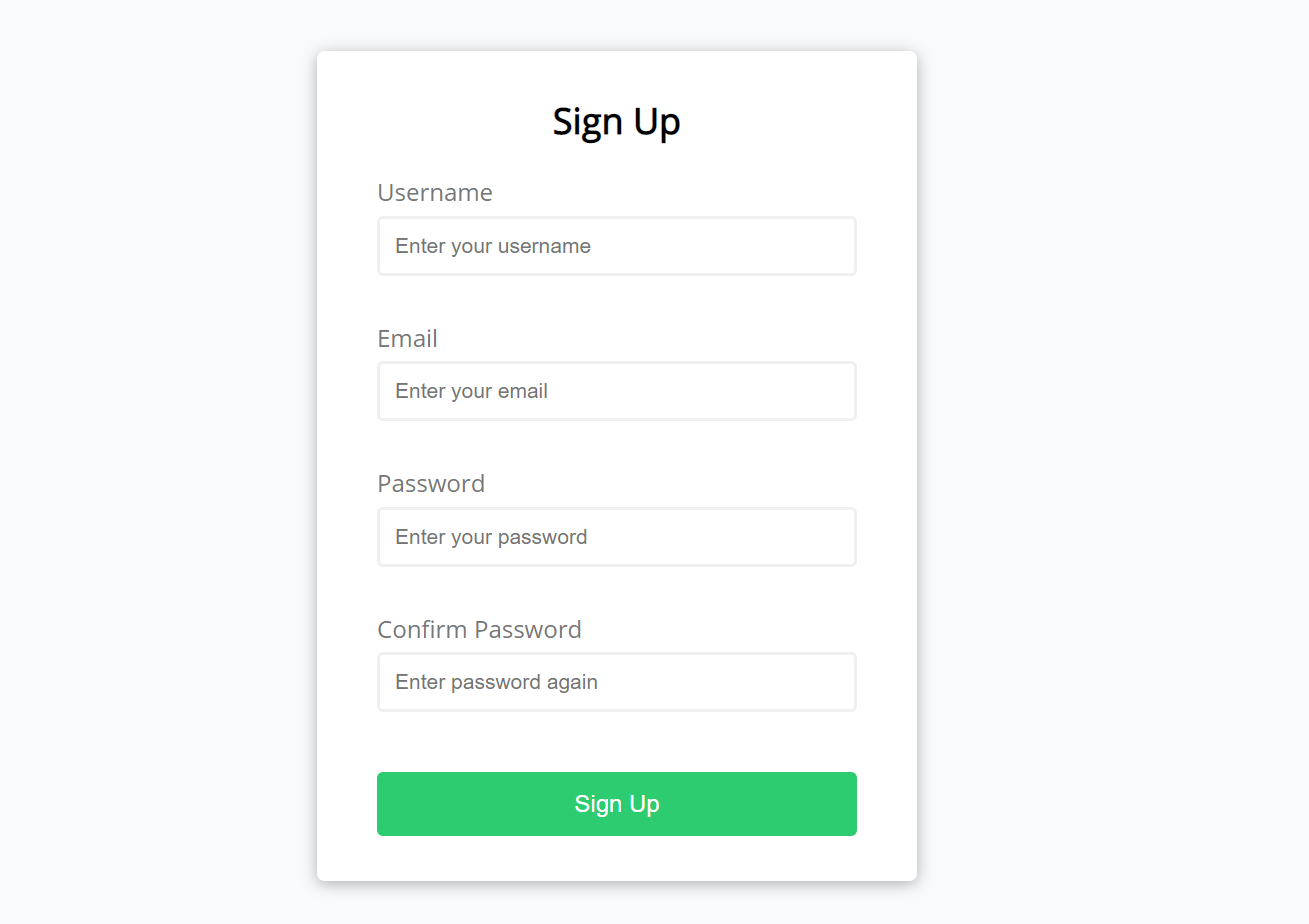 Sign Up
Username
Enter your username
Email
Enter your email
Password
Enter your password
Confirm Password
Enter password again
Sign Up